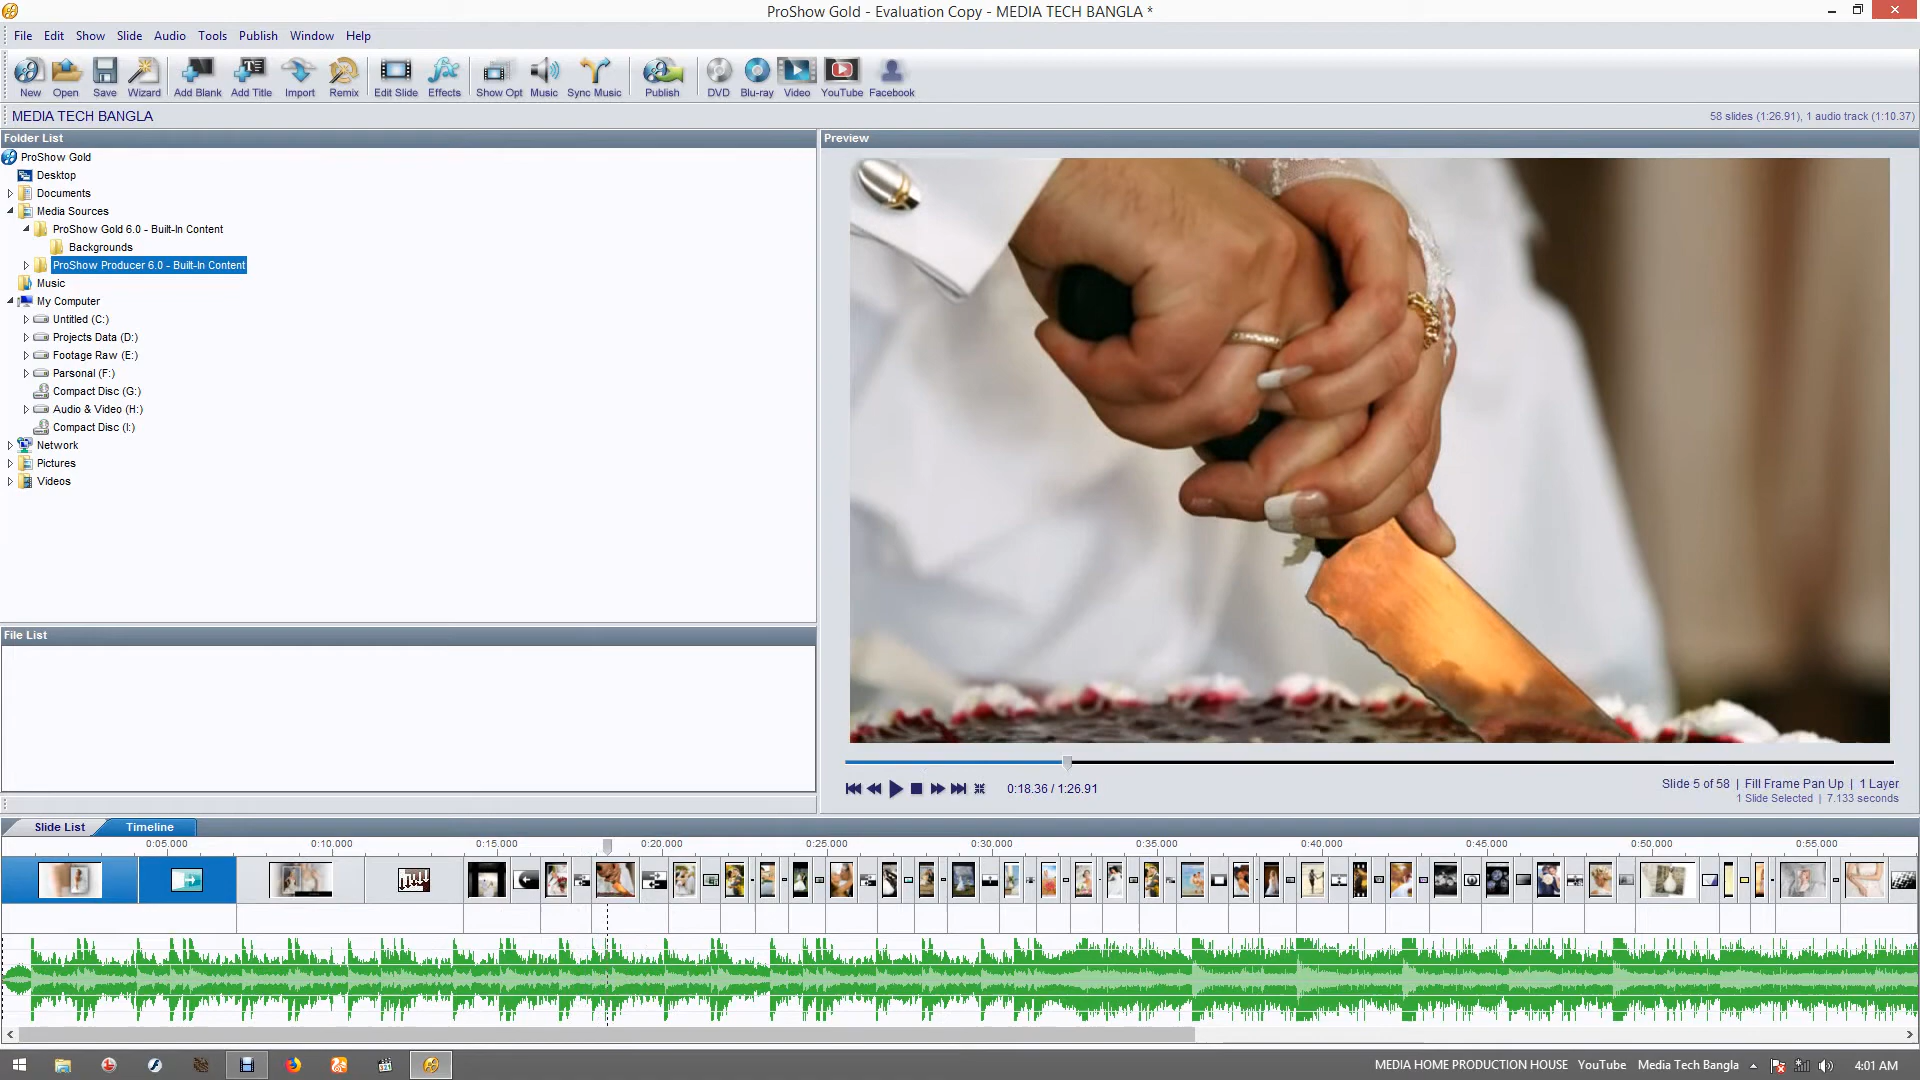 ProShow Gold - Evaluation Copy - MEDIA TECH BANGLA *
File Edit Show Slide Audio Tools Publish Window Help
New Open Save Wizard Add Blank Add Title Import Remix Edit Slide Effects Show Opt Music Sync Music Publish DVD Blu-ray Video YouTube Facebook
MEDIA TECH BANGLA
58 slides (1:26.91), 1 audio track (1:10.37)
Folder List
ProShow Gold
Desktop
Documents
Media Sources
ProShow Gold 6.0 - Built-In Content
Backgrounds
ProShow Producer 6.0 - Built-In Content
Music
My Computer
Untitled (C:)
Projects Data (D:)
Footage Raw (E:)
Parsonal (F:)
Compact Disc (G:)
Audio & Video (H:)
Compact Disc (I:)
Network
Pictures
Videos
File List
Preview
0:18.36 / 1:26.91
Slide 5 of 58 | Fill Frame Pan Up | 1 Layer
1 Slide Selected | 7.133 seconds
Slide List Timeline
0:05.000 0:10.000 0:15.000 0:20.000 0:25.000 0:30.000 0:35.000 0:40.000 0:45.000 0:50.000 0:55.000
MEDIA HOME PRODUCTION HOUSE YouTube Media Tech Bangla 4:01 AM